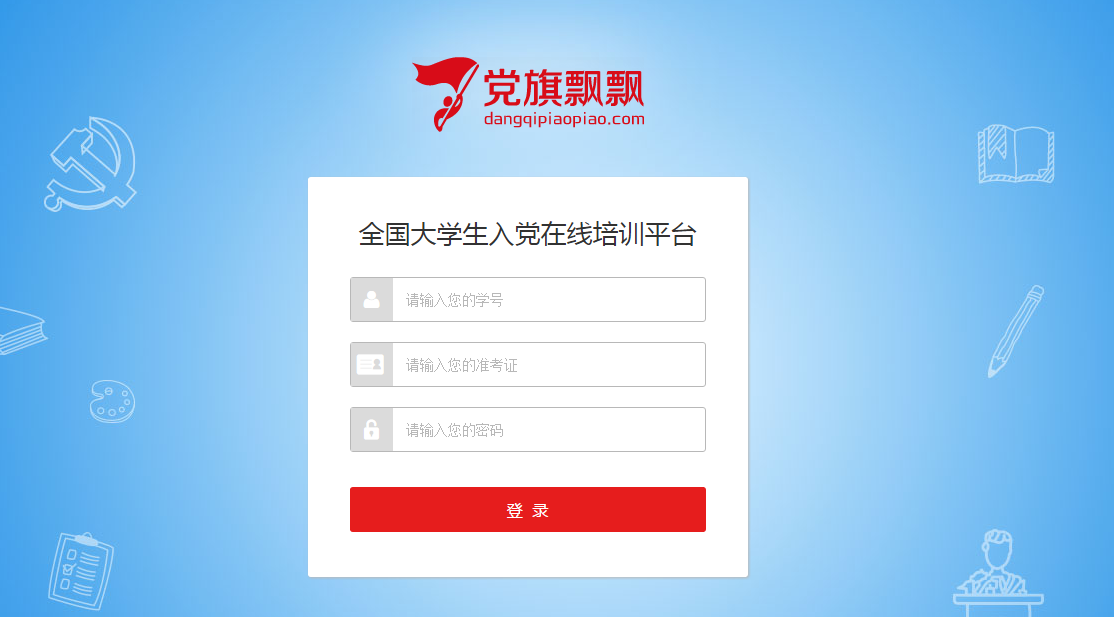 党旗飘飘
dangqipiaopiao.com
全国大学生入党在线培训平台
请输入您的学号
请输入您的准考证
请输入您的密码
登 录